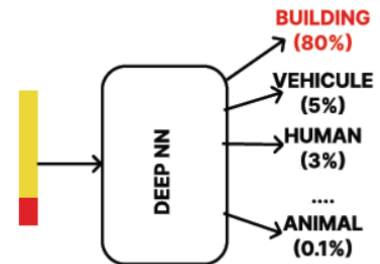 BUILDING
(80%)
VEHICULE
(5%)
DEEP NN
HUMAN
(3%)
....
ANIMAL
(0.1%)